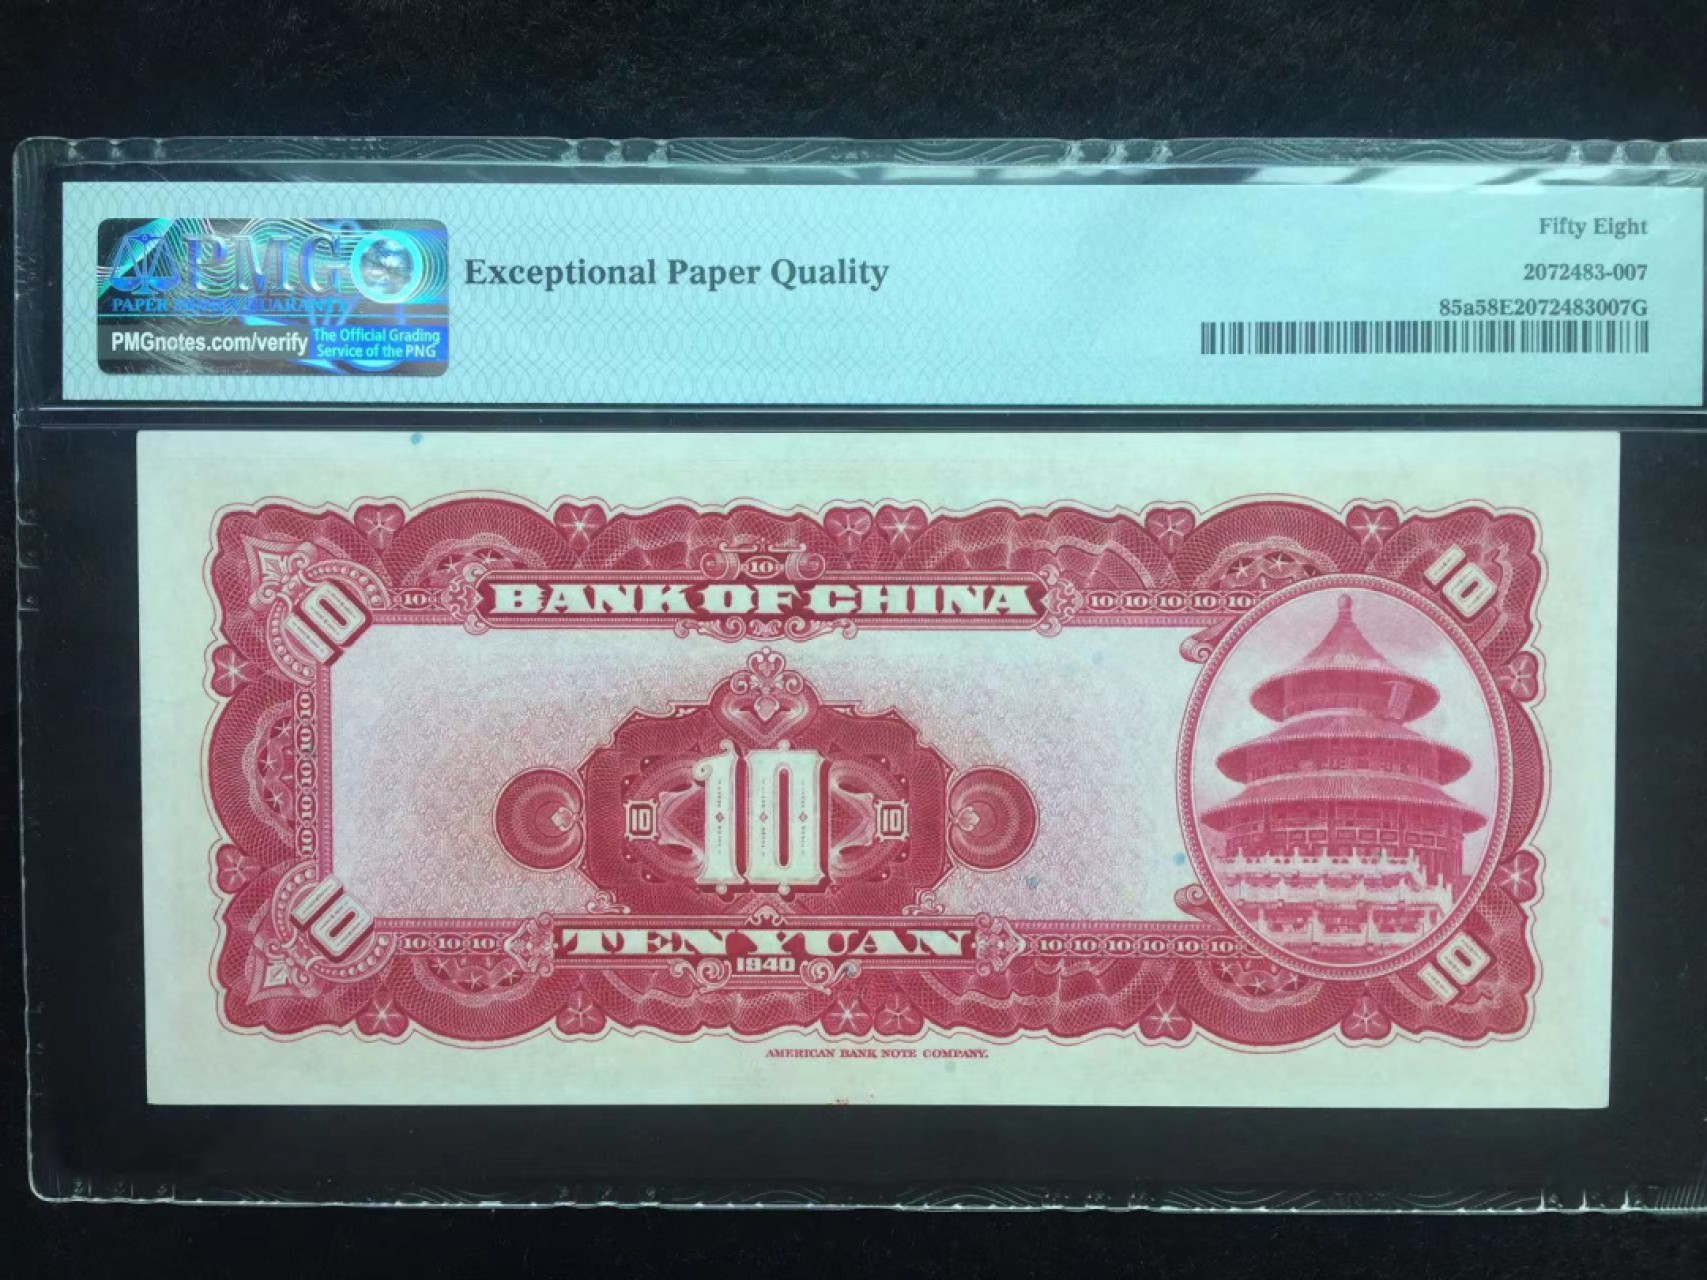 PMG
PAPER MONEY GUARANTY
PMGnotes.com/verify
The Official Grading
Service of the PNG
Exceptional Paper Quality
Fifty Eight
2072483-007
85a58E2072483007G
10
BANK OF CHINA
10 10 10 10 10 10
10 10
10 10 10 10 10
10 10 10
10
10 10 10
TEN YUAN
10 10 10 10 10 10
1940
10 10
AMERICAN BANK NOTE COMPANY.